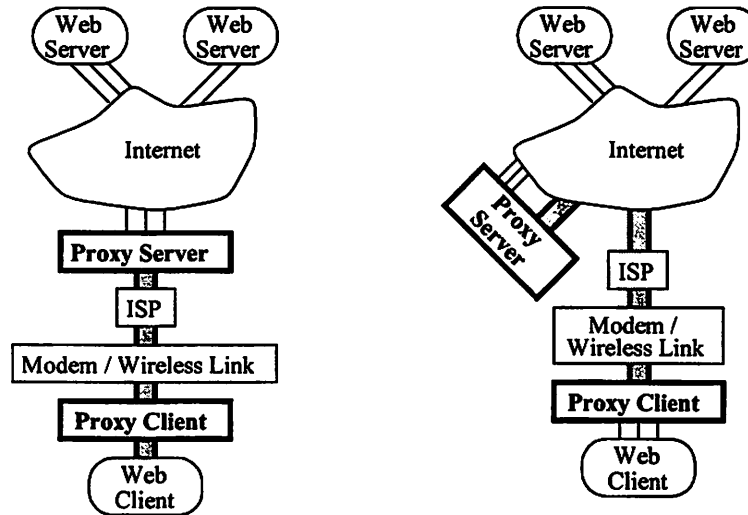 Web
Server
Web
Server
Internet
Proxy Server
ISP
Modem / Wireless Link
Proxy Client
Web
Client
Web
Server
Web
Server
Internet
Proxy
Server
ISP
Modem /
Wireless Link
Proxy Client
Web
Client